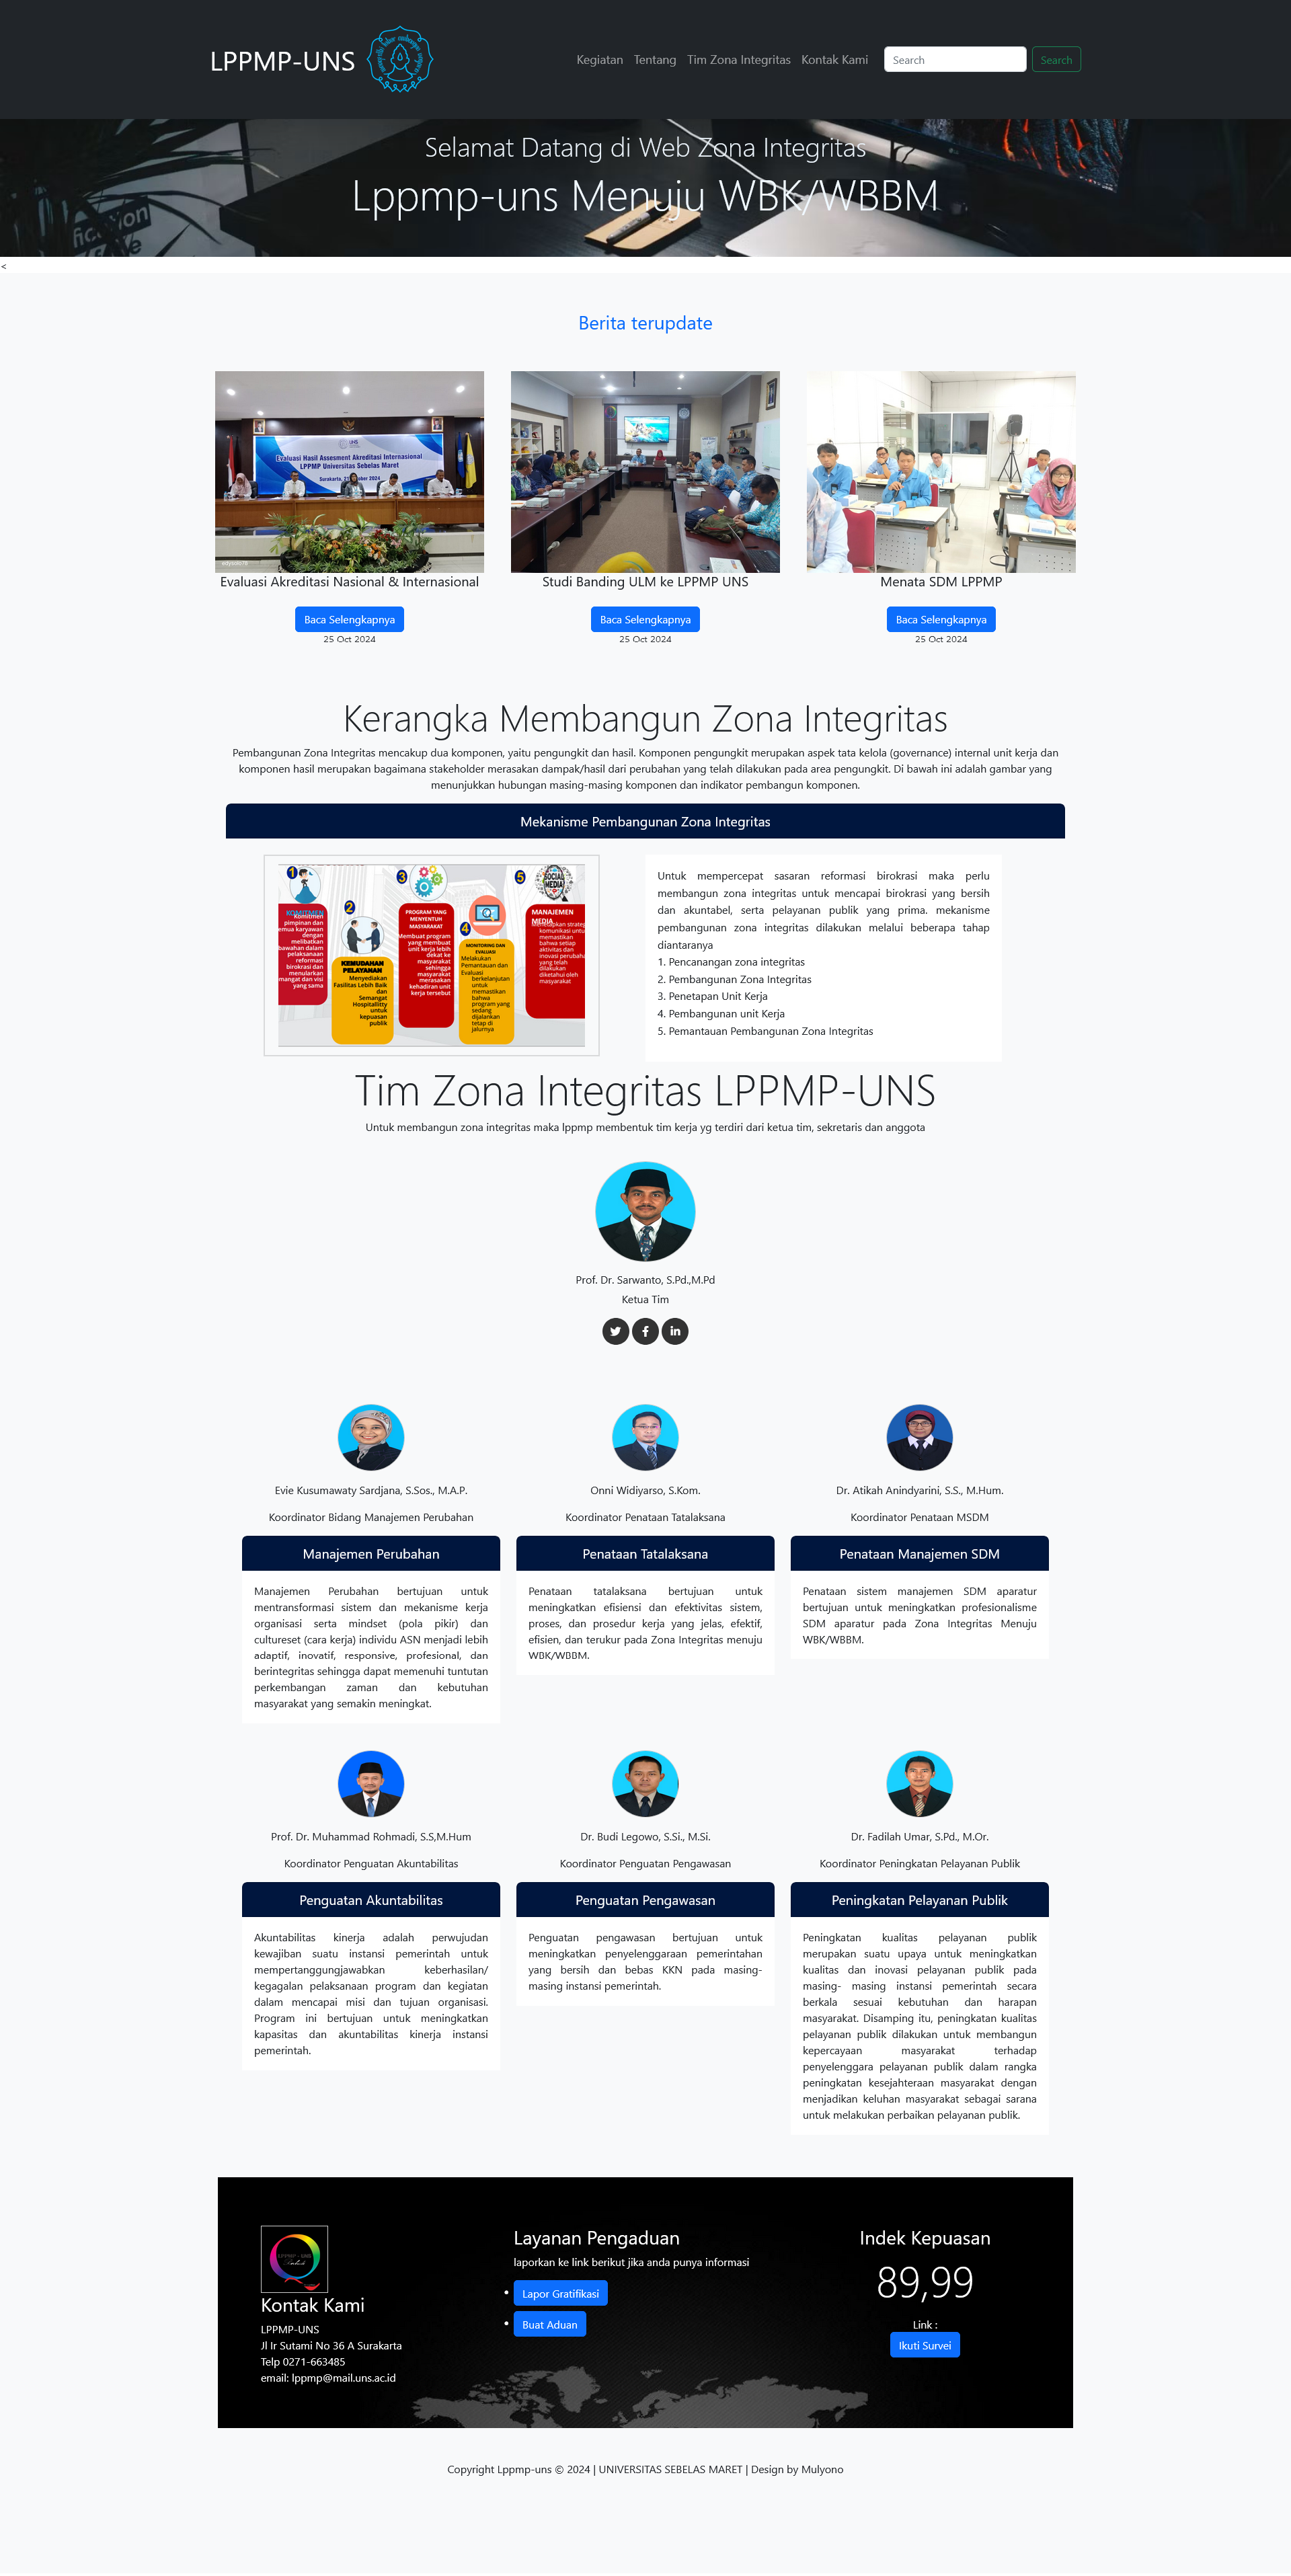 LPPMP-UNS
Kegiatan Tentang Tim Zona Integritas Kontak Kami Search Search
Selamat Datang di Web Zona Integritas
Lppmp-uns Menuju WBK/WBBM
<
Berita terupdate
UNS
Evaluasi Hasil Assesment Akreditasi Internasional
LPPMP Universitas Sebelas Maret
Evaluasi Akreditasi Nasional & Internasional
Baca Selengkapnya
25 Oct 2024
Studi Banding ULM ke LPPMP UNS
Baca Selengkapnya
25 Oct 2024
Menata SDM LPPMP
Baca Selengkapnya
25 Oct 2024
Kerangka Membangun Zona Integritas
Pembangunan Zona Integritas mencakup dua komponen, yaitu pengungkit dan hasil. Komponen pengungkit merupakan aspek tata kelola (governance) internal unit kerja dan
komponen hasil merupakan bagaimana stakeholder merasakan dampak/hasil dari perubahan yang telah dilakukan pada area pengungkit. Di bawah ini adalah gambar yang
menunjukkan hubungan masing-masing komponen dan indikator pembangun komponen.
Mekanisme Pembangunan Zona Integritas
1
KOMITMEN
pimpinan dan
emua karyawan
dengan
melibatkan
bawahan dalam
pelaksanaan
reformasi
birokrasi dan
menularkan
mangat dan visi
yang sama
2
KEMUDAHAN
PELAYANAN
Menyediakan
Fasilitas Lebih Baik
dan
Semangat
Hospitallitty
untuk
kepuasan
publik
3
PROGRAM YANG
MENYENTUH
MASYARAKAT
Membuat program
yang membuat
unit kerja lebih
dekat ke
masyarakat
sehingga
masyarakat
merasakan
kehadiran unit
kerja tersebut
4
MONITORING DAN
EVALUASI
Melakukan
Pemantauan dan
Evaluasi
berkelanjutan
untuk
memastikan
bahwa program
yang sedang
dijalankan
tetap di
jalurnya
5
SOCIAL
MEDIA
MANAJEMEN
MEDIA
komunikasi untu
memastikan
bahwa setiap
aktivitas dan
inovasi perubaha
yang telah
dilakukan
diketahui oleh
masyarakat
Untuk mempercepat sasaran reformasi birokrasi maka perlu
membangun zona integritas untuk mencapai birokrasi yang bersih
dan akuntabel, serta pelayanan publik yang prima. mekanisme
pembangunan zona integritas dilakukan melalui beberapa tahap
diantaranya
1. Pencanangan zona integritas
2. Pembangunan Zona Integritas
3. Penetapan Unit Kerja
4. Pembangunan unit Kerja
5. Pemantauan Pembangunan Zona Integritas
Tim Zona Integritas LPPMP-UNS
Untuk membangun zona integritas maka lppmp membentuk tim kerja yg terdiri dari ketua tim, sekretaris dan anggota
Prof. Dr. Sarwanto, S.Pd.,M.Pd
Ketua Tim
Evie Kusumawaty Sardjana, S.Sos., M.A.P.
Koordinator Bidang Manajemen Perubahan
Manajemen Perubahan
Manajemen Perubahan bertujuan untuk
mentransformasi sistem dan mekanisme kerja
organisasi serta mindset (pola pikir) dan
cultureset (cara kerja) individu ASN menjadi lebih
adaptif, inovatif, responsive, profesional, dan
berintegritas sehingga dapat memenuhi tuntutan
perkembangan zaman dan kebutuhan
masyarakat yang semakin meningkat.
Onni Widiyarso, S.Kom.
Koordinator Penataan Tatalaksana
Penataan Tatalaksana
Penataan tatalaksana bertujuan untuk
meningkatkan efisiensi dan efektivitas sistem,
proses, dan prosedur kerja yang jelas, efektif,
efisien, dan terukur pada Zona Integritas menuju
WBK/WBBM.
Dr. Atikah Anindyarini, S.S., M.Hum.
Koordinator Penataan MSDM
Penataan Manajemen SDM
Penataan sistem manajemen SDM aparatur
bertujuan untuk meningkatkan profesionalisme
SDM aparatur pada Zona Integritas Menuju
WBK/WBBM.
Prof. Dr. Muhammad Rohmadi, S.S,M.Hum
Koordinator Penguatan Akuntabilitas
Penguatan Akuntabilitas
Akuntabilitas kinerja adalah perwujudan
kewajiban suatu instansi pemerintah untuk
mempertanggungjawabkan keberhasilan/
kegagalan pelaksanaan program dan kegiatan
dalam mencapai misi dan tujuan organisasi.
Program ini bertujuan untuk meningkatkan
kapasitas dan akuntabilitas kinerja instansi
pemerintah.
Dr. Budi Legowo, S.Si., M.Si.
Koordinator Penguatan Pengawasan
Penguatan Pengawasan
Penguatan pengawasan bertujuan untuk
meningkatkan penyelenggaraan pemerintahan
yang bersih dan bebas KKN pada masing-
masing instansi pemerintah.
Dr. Fadilah Umar, S.Pd., M.Or.
Koordinator Peningkatan Pelayanan Publik
Peningkatan Pelayanan Publik
Peningkatan kualitas pelayanan publik
merupakan suatu upaya untuk meningkatkan
kualitas dan inovasi pelayanan publik pada
masing- masing instansi pemerintah secara
berkala sesuai kebutuhan dan harapan
masyarakat. Disamping itu, peningkatan kualitas
pelayanan publik dilakukan untuk membangun
kepercayaan masyarakat terhadap
penyelenggara pelayanan publik dalam rangka
peningkatan kesejahteraan masyarakat dengan
menjadikan keluhan masyarakat sebagai sarana
untuk melakukan perbaikan pelayanan publik.
Kontak Kami
LPPMP-UNS
Jl Ir Sutami No 36 A Surakarta
Telp 0271-663485
email: lppmp@mail.uns.ac.id
Layanan Pengaduan
laporkan ke link berikut jika anda punya informasi
Lapor Gratifikasi
Buat Aduan
Indek Kepuasan
89,99
Link :
Ikuti Survei
Copyright Lppmp-uns © 2024 | UNIVERSITAS SEBELAS MARET | Design by Mulyono